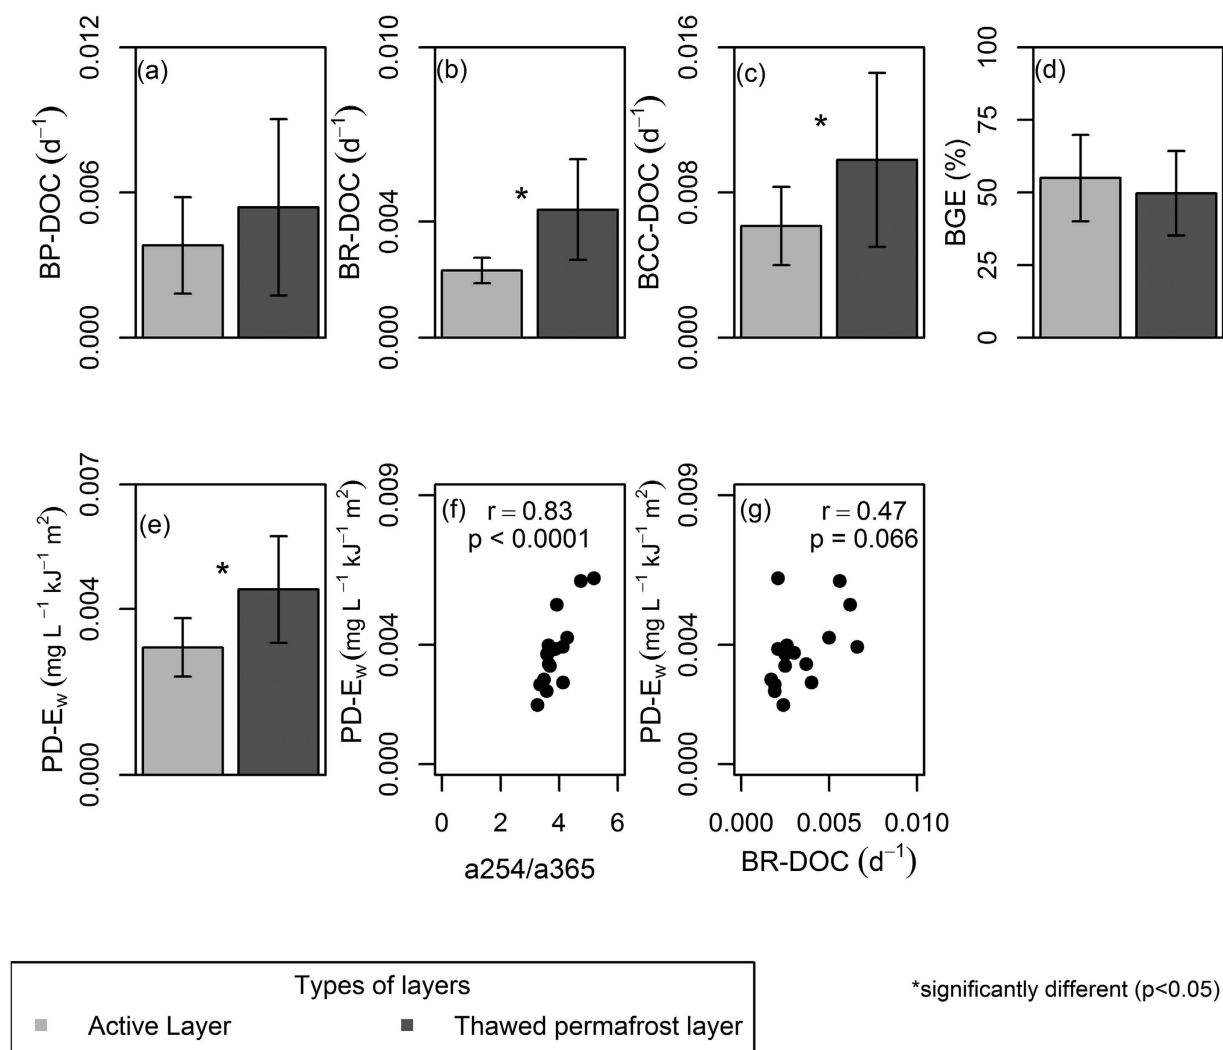 (a)
BP-DOC (d⁻¹)
0.000 0.006 0.012
(b)
BR-DOC (d⁻¹)
0.000 0.004 0.010
(c)
*
BCC-DOC (d⁻¹)
0.000 0.008 0.016
(d)
BGE (%)
0 25 50 75 100
*
(e)
*
PD-E_w (mg L⁻¹ kJ⁻¹ m²)
0.000 0.004 0.007
(f) r = 0.83
p < 0.0001
PD-E_w (mg L⁻¹ kJ⁻¹ m²)
0.000 0.004 0.009
0 2 4 6
a254/a365
(g) r = 0.47
p = 0.066
PD-E_w (mg L⁻¹ kJ⁻¹ m²)
0.000 0.004 0.009
0.000 0.005 0.010
BR-DOC (d⁻¹)
Types of layers
Active Layer Thawed permafrost layer
*significantly different (p<0.05)